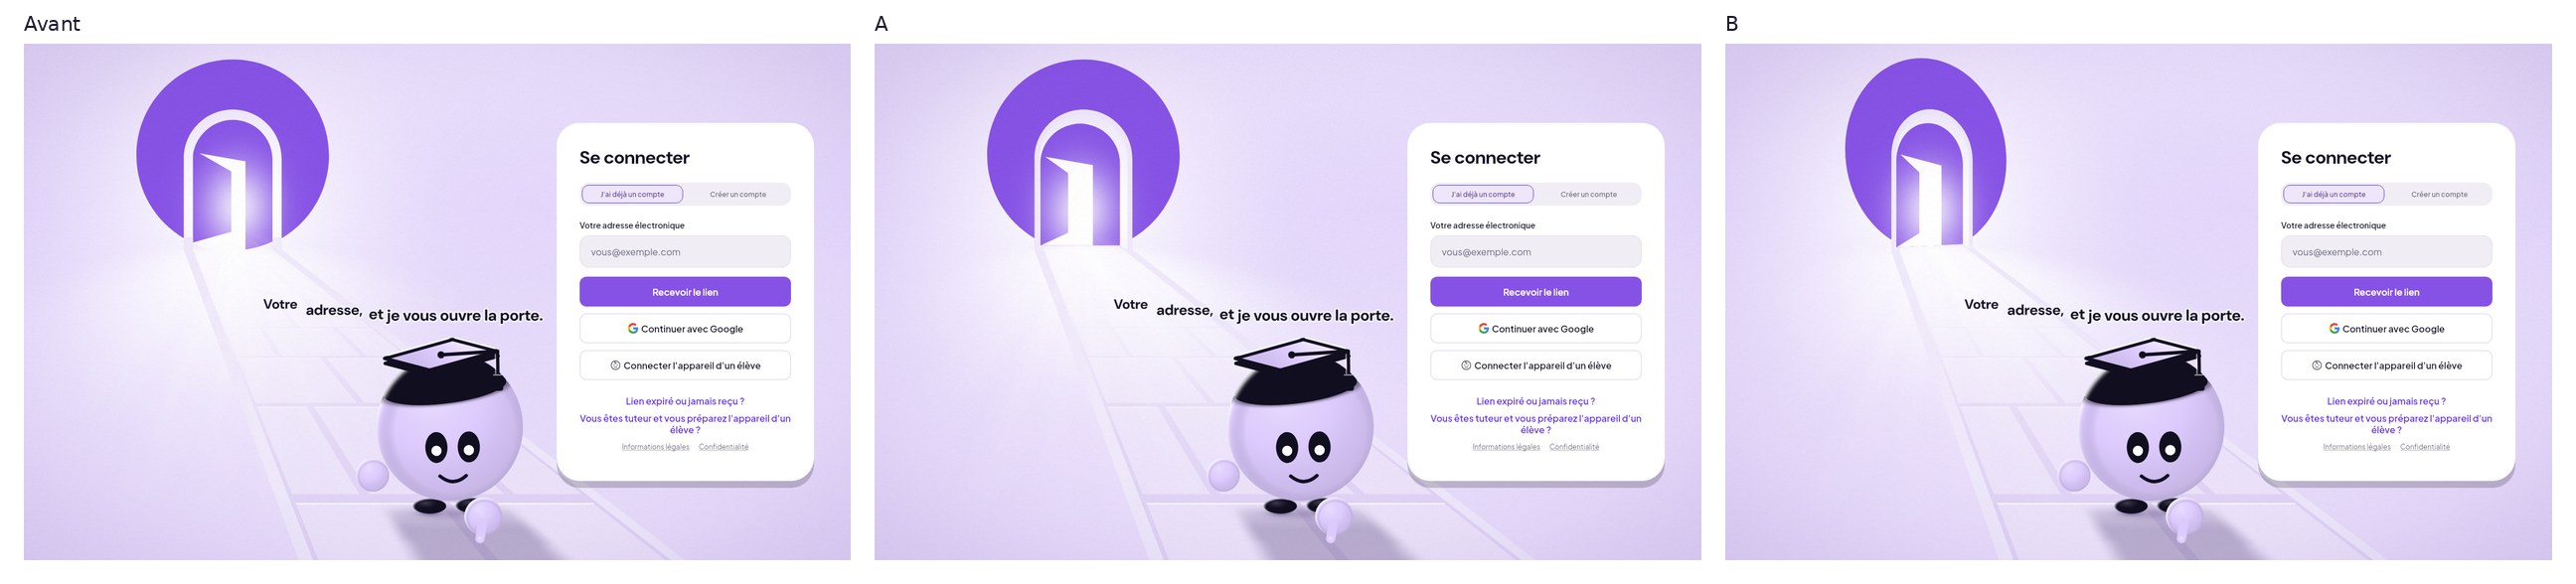 Avant
Votre adresse, et je vous ouvre la porte.
Se connecter
J'ai déjà un compte
Créer un compte
Votre adresse électronique
vous@exemple.com
Recevoir le lien
Continuer avec Google
Connecter l'appareil d'un élève
Lien expiré ou jamais reçu ?
Vous êtes tuteur et vous préparez l'appareil d'un
élève ?
Informations légales
Confidentialité
A
Votre adresse, et je vous ouvre la porte.
Se connecter
J'ai déjà un compte
Créer un compte
Votre adresse électronique
vous@exemple.com
Recevoir le lien
Continuer avec Google
Connecter l'appareil d'un élève
Lien expiré ou jamais reçu ?
Vous êtes tuteur et vous préparez l'appareil d'un
élève ?
Informations légales
Confidentialité
B
Votre adresse, et je vous ouvre la porte.
Se connecter
J'ai déjà un compte
Créer un compte
Votre adresse électronique
vous@exemple.com
Recevoir le lien
Continuer avec Google
Connecter l'appareil d'un élève
Lien expiré ou jamais reçu ?
Vous êtes tuteur et vous préparez l'appareil d'un
élève ?
Informations légales
Confidentialité